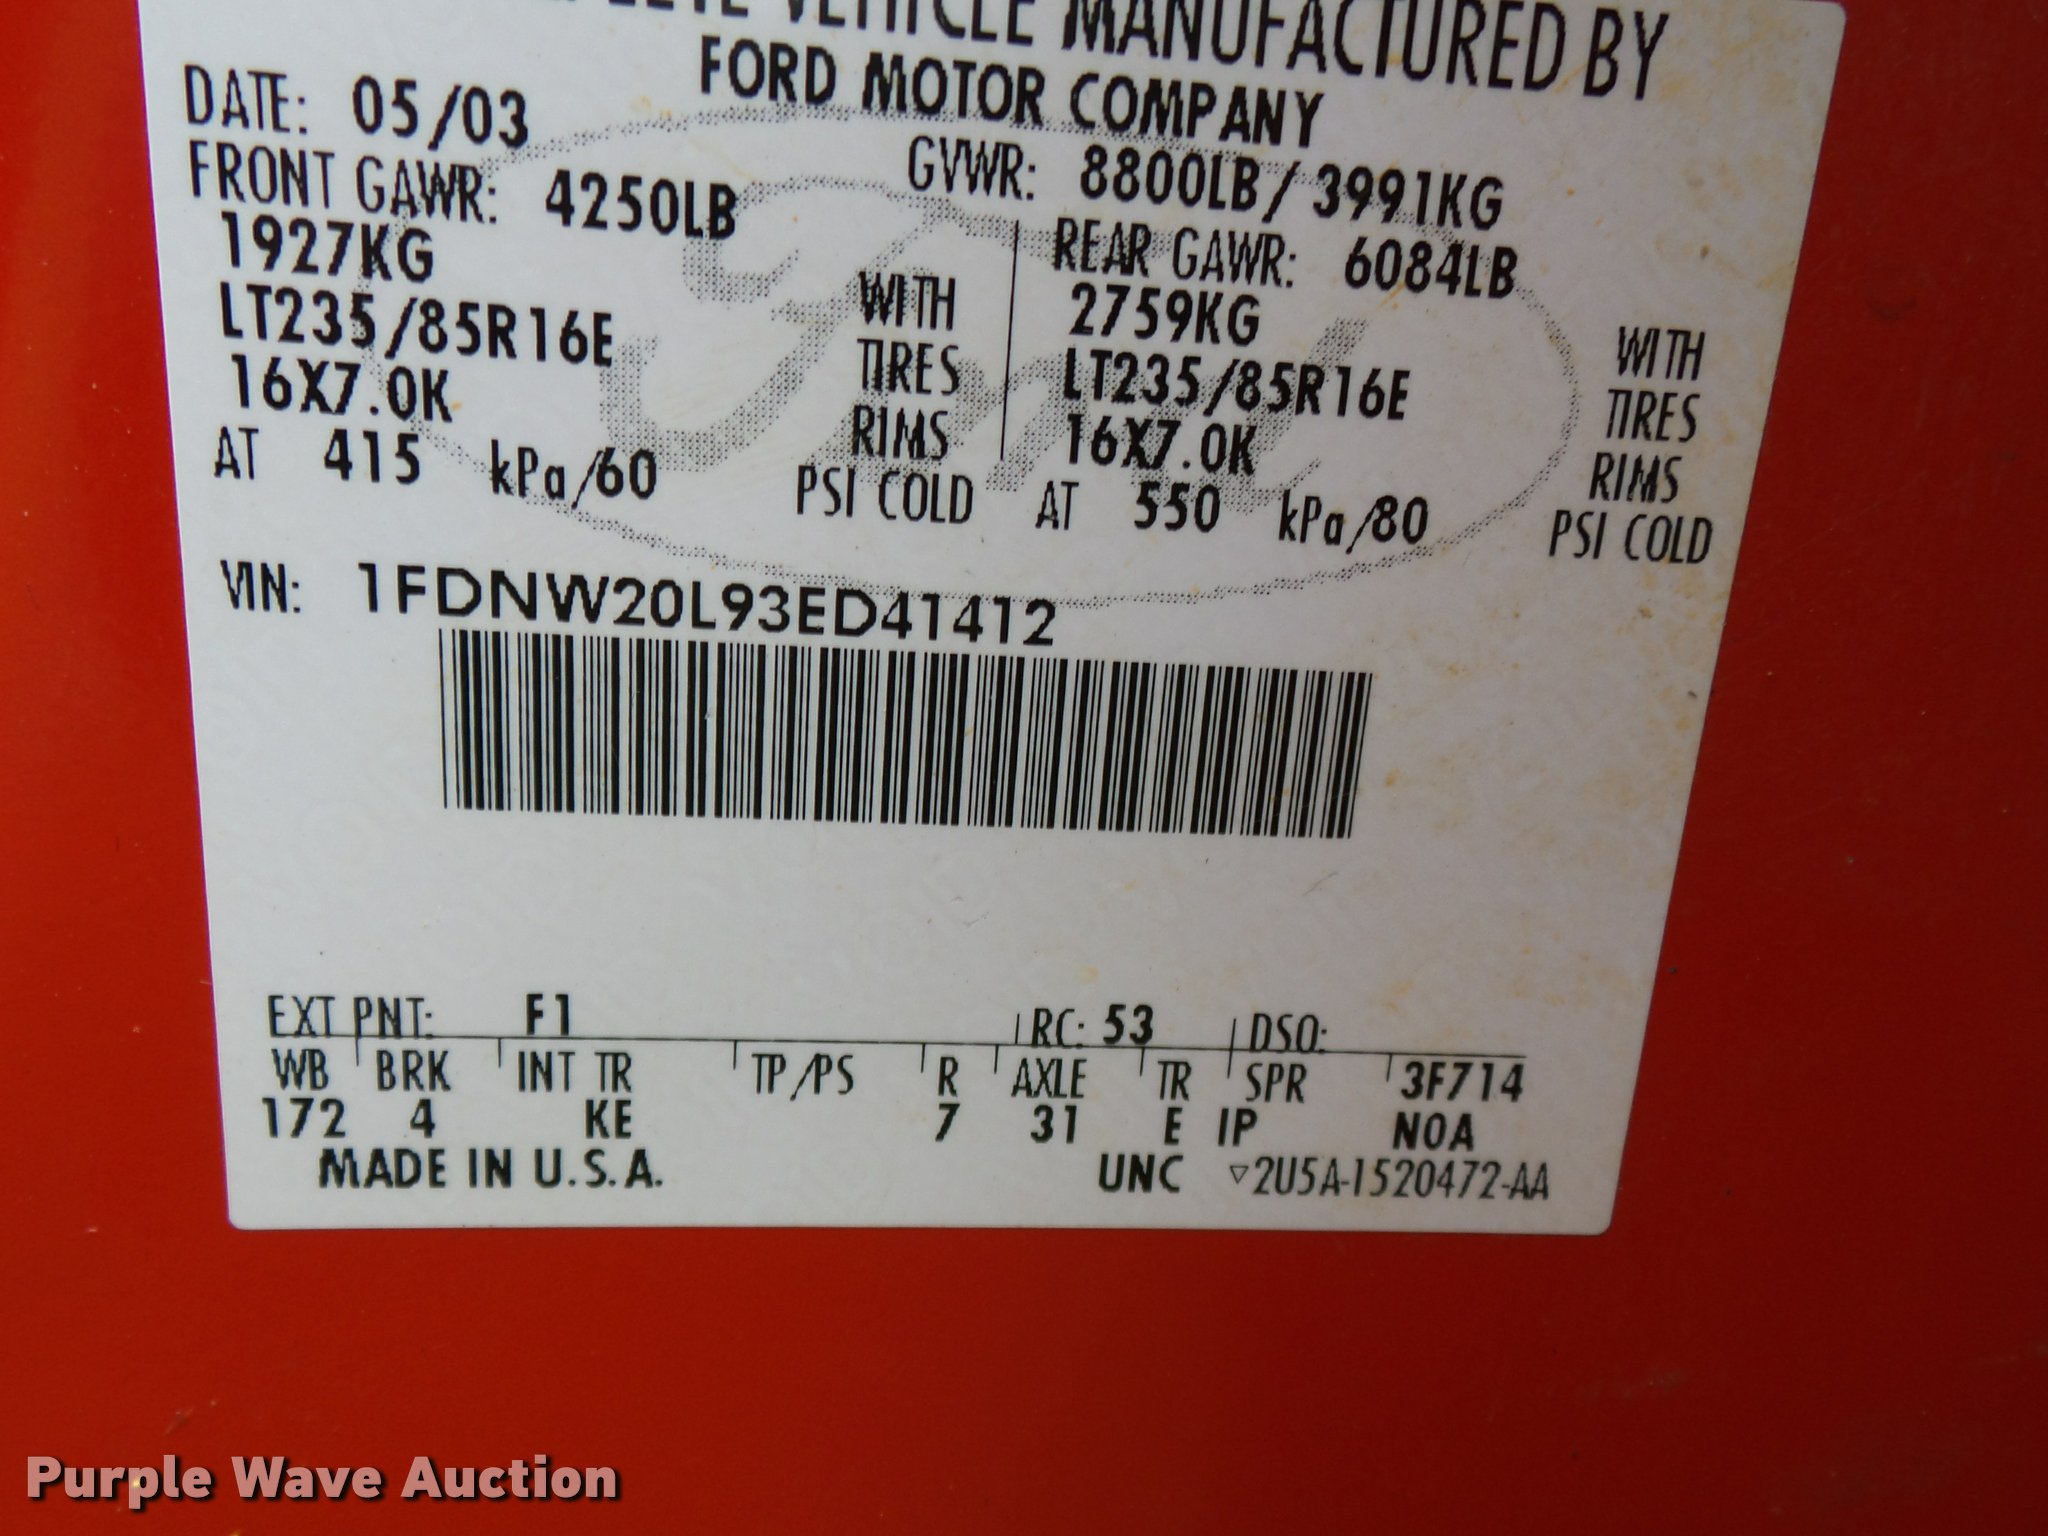 VEHICLE MANUFACTURED BY
FORD MOTOR COMPANY
DATE: 05/03
GVWR: 8800LB/3991KG
FRONT GAWR: 4250LB
1927KG
LT235/85R16E
16X7.0K
AT 415 kPa/60
WITH
TIRES
RIMS
PSI COLD
REAR GAWR: 6084LB
2759KG
LT235/85R16E
16X7.0K
AT 550 kPa/80
WITH
TIRES
RIMS
PSI COLD
VIN: 1FDNW20L93ED41412
EXT PNT: F1 RC: 53 DSO:
WB BRK INT TR TP/PS R AXLE TR SPR 3F714
172 4 KE 7 31 E IP NOA
MADE IN U.S.A. UNC ▽2U5A-1520472-AA
Purple Wave Auction